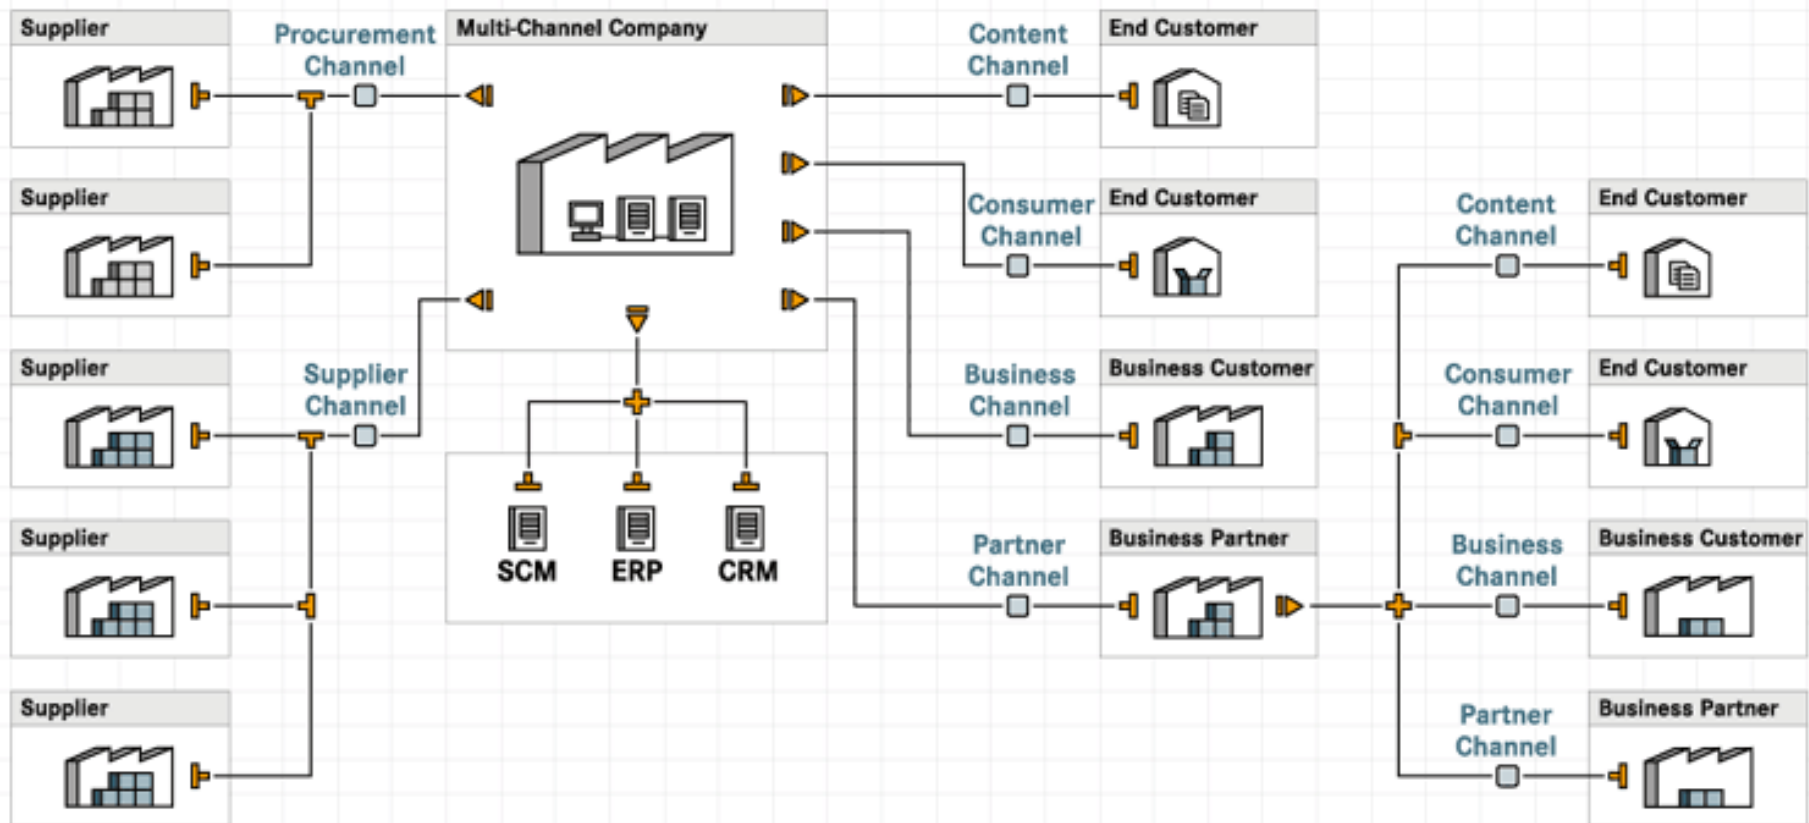 Supplier
Procurement
Channel
Multi-Channel Company
Content
Channel
End Customer
Supplier
Consumer
Channel
End Customer
Content
Channel
End Customer
Supplier
Supplier
Channel
Business
Channel
Business Customer
Consumer
Channel
End Customer
Supplier
SCM
ERP
CRM
Partner
Channel
Business Partner
Business
Channel
Business Customer
Supplier
Partner
Channel
Business Partner